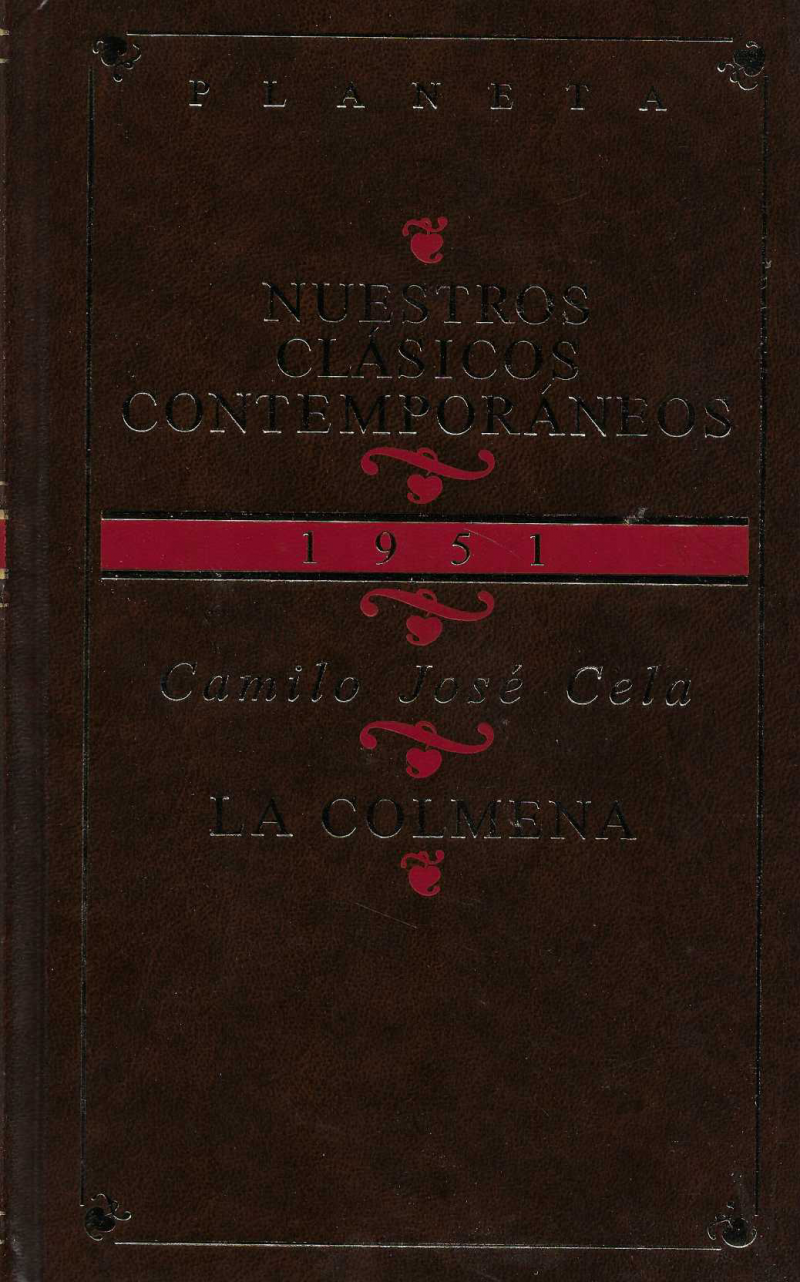 PLANETA
NUESTROS
CLÁSICOS
CONTEMPORÁNEOS
1951
Camilo José Cela
LA COLMENA